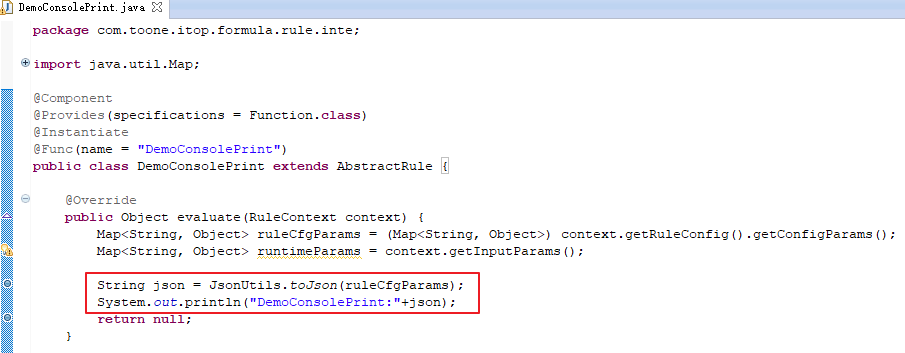 DemoConsolePrint.java
package com.toone.itop.formula.rule.inte;
import java.util.Map;
@Component
@Provides(specifications = Function.class)
@Instantiate
@Func(name = "DemoConsolePrint")
public class DemoConsolePrint extends AbstractRule {
@Override
public Object evaluate(RuleContext context) {
Map<String, Object> ruleCfgParams = (Map<String, Object>) context.getRuleConfig().getConfigParams();
Map<String, Object> runtimeParams = context.getInputParams();
String json = JsonUtils.toJson(ruleCfgParams);
System.out.println("DemoConsolePrint:"+json);
return null;
}